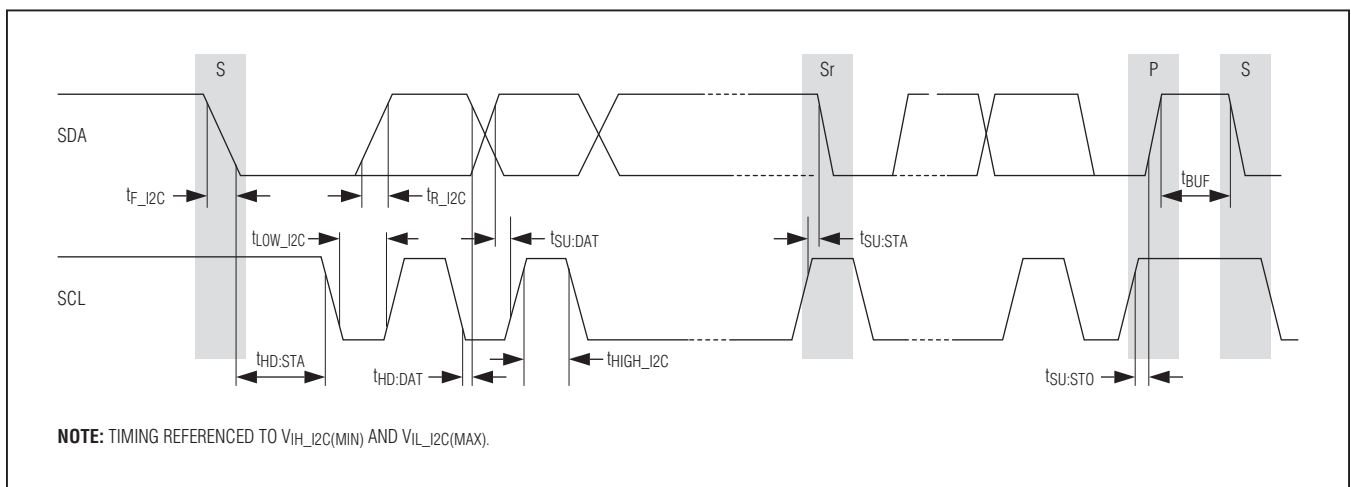 S Sr P S
SDA
tBUF
tF_I2C tR_I2C
tLOW_I2C tSU:DAT tSU:STA
SCL
tHD:STA tHD:DAT tHIGH_I2C tSU:STO
NOTE: TIMING REFERENCED TO VIH_I2C(MIN) AND VIL_I2C(MAX).